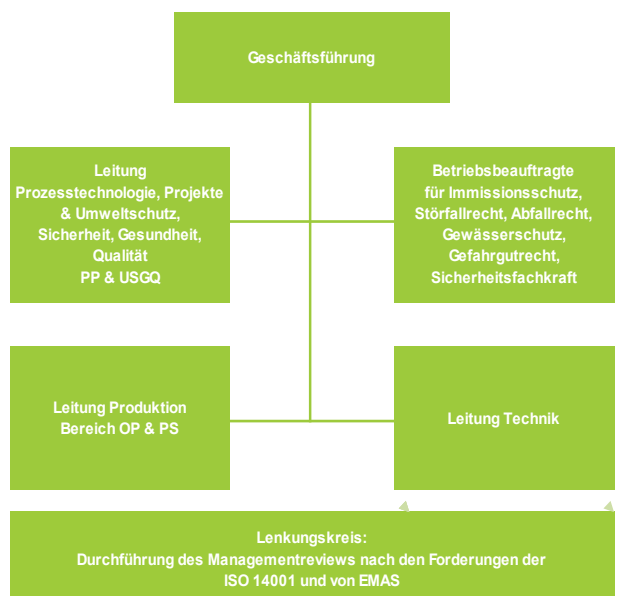 Geschäftsführung
Leitung
Prozesstechnologie, Projekte
& Umweltschutz,
Sicherheit, Gesundheit,
Qualität
PP & USGQ
Betriebsbeauftragte
für Immissionsschutz,
Störfallrecht, Abfallrecht,
Gewässerschutz,
Gefahrgutrecht,
Sicherheitsfachkraft
Leitung Produktion
Bereich OP & PS
Leitung Technik
Lenkungskreis:
Durchführung des Managementreviews nach den Forderungen der
ISO 14001 und von EMAS